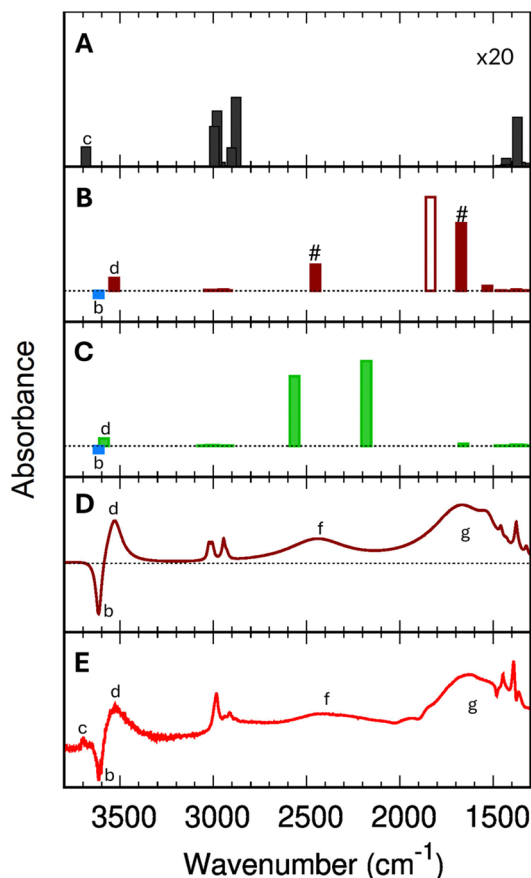 A
x20
c
B
#
#
d
b
C
d
b
D
d
f
g
b
E
d
c
f
g
b
Absorbance
3500 3000 2500 2000 1500
Wavenumber (cm-1)